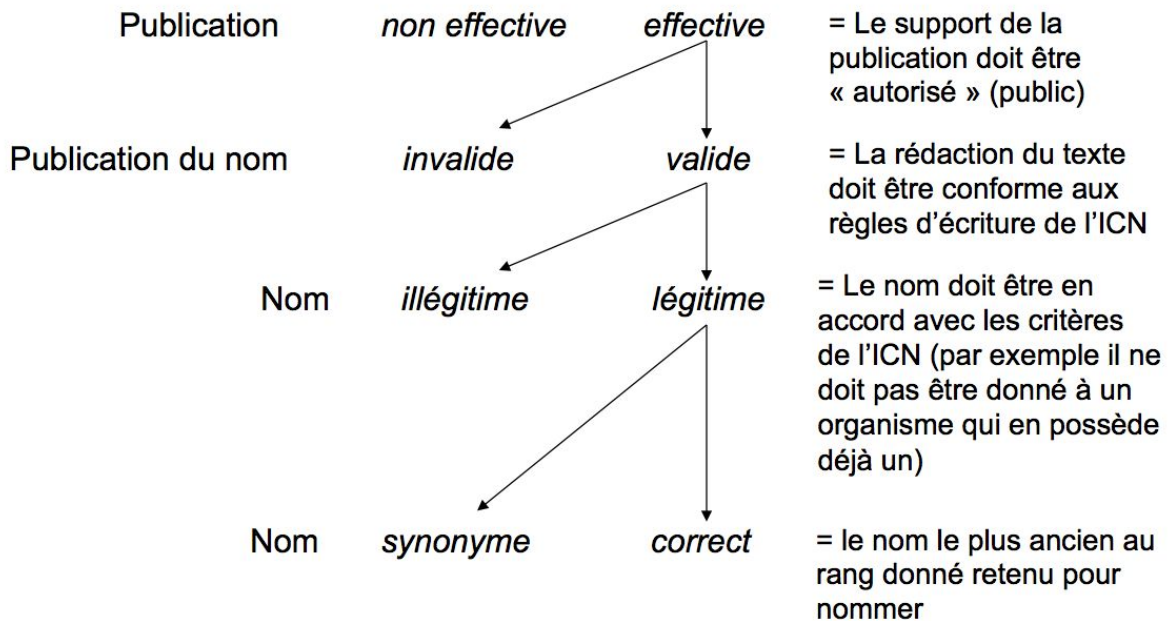 Publication non effective effective = Le support de la
publication doit être
« autorisé » (public)
Publication du nom invalide valide = La rédaction du texte
doit être conforme aux
règles d'écriture de l'ICN
Nom illégitime légitime = Le nom doit être en
accord avec les critères
de l'ICN (par exemple il ne
doit pas être donné à un
organisme qui en possède
déjà un)
Nom synonyme correct = le nom le plus ancien au
rang donné retenu pour
nommer